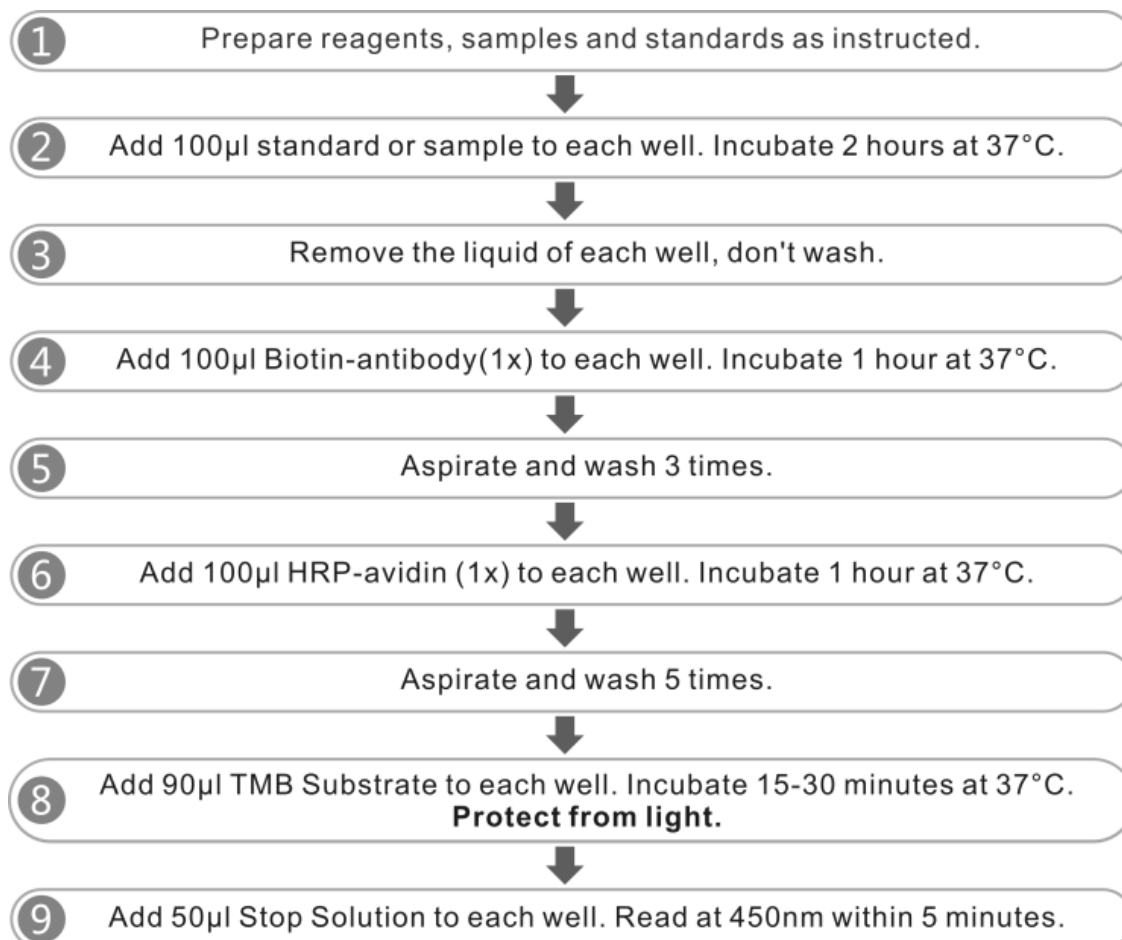 1 Prepare reagents, samples and standards as instructed.
2 Add 100µl standard or sample to each well. Incubate 2 hours at 37°C.
3 Remove the liquid of each well, don't wash.
4 Add 100µl Biotin-antibody(1x) to each well. Incubate 1 hour at 37°C.
5 Aspirate and wash 3 times.
6 Add 100µl HRP-avidin (1x) to each well. Incubate 1 hour at 37°C.
7 Aspirate and wash 5 times.
8 Add 90µl TMB Substrate to each well. Incubate 15-30 minutes at 37°C.
Protect from light.
9 Add 50µl Stop Solution to each well. Read at 450nm within 5 minutes.